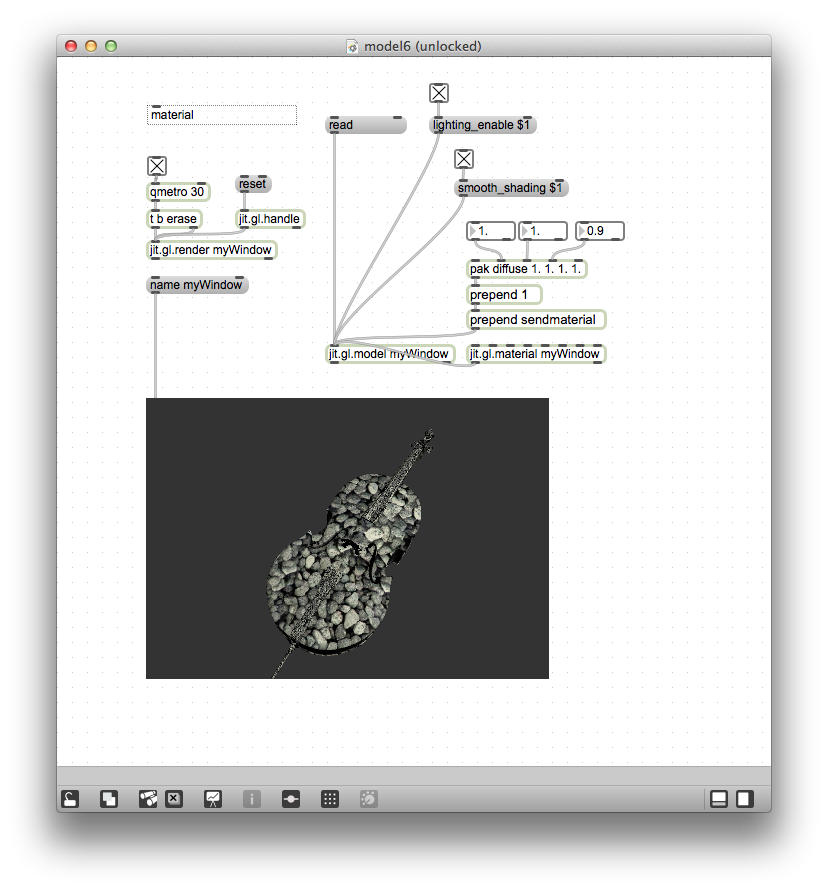 model6 (unlocked)
material
read
lighting_enable $1
smooth_shading $1
qmetro 30
reset
t b erase
jit.gl.handle
jit.gl.render myWindow
name myWindow
1.
1.
0.9
pak diffuse 1. 1. 1. 1.
prepend 1
prepend sendmaterial
jit.gl.model myWindow
jit.gl.material myWindow